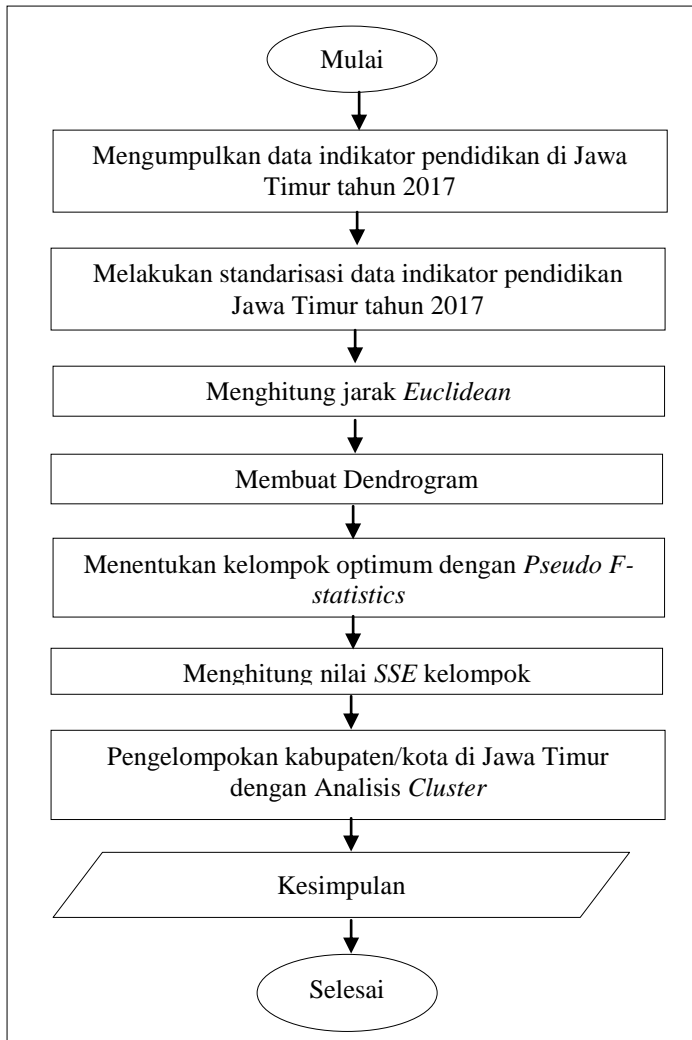 Mulai
Mengumpulkan data indikator pendidikan di Jawa
Timur tahun 2017
Melakukan standarisasi data indikator pendidikan
Jawa Timur tahun 2017
Menghitung jarak Euclidean
Membuat Dendrogram
Menentukan kelompok optimum dengan Pseudo F-
statistics
Menghitung nilai SSE kelompok
Pengelompokan kabupaten/kota di Jawa Timur
dengan Analisis Cluster
Kesimpulan
Selesai